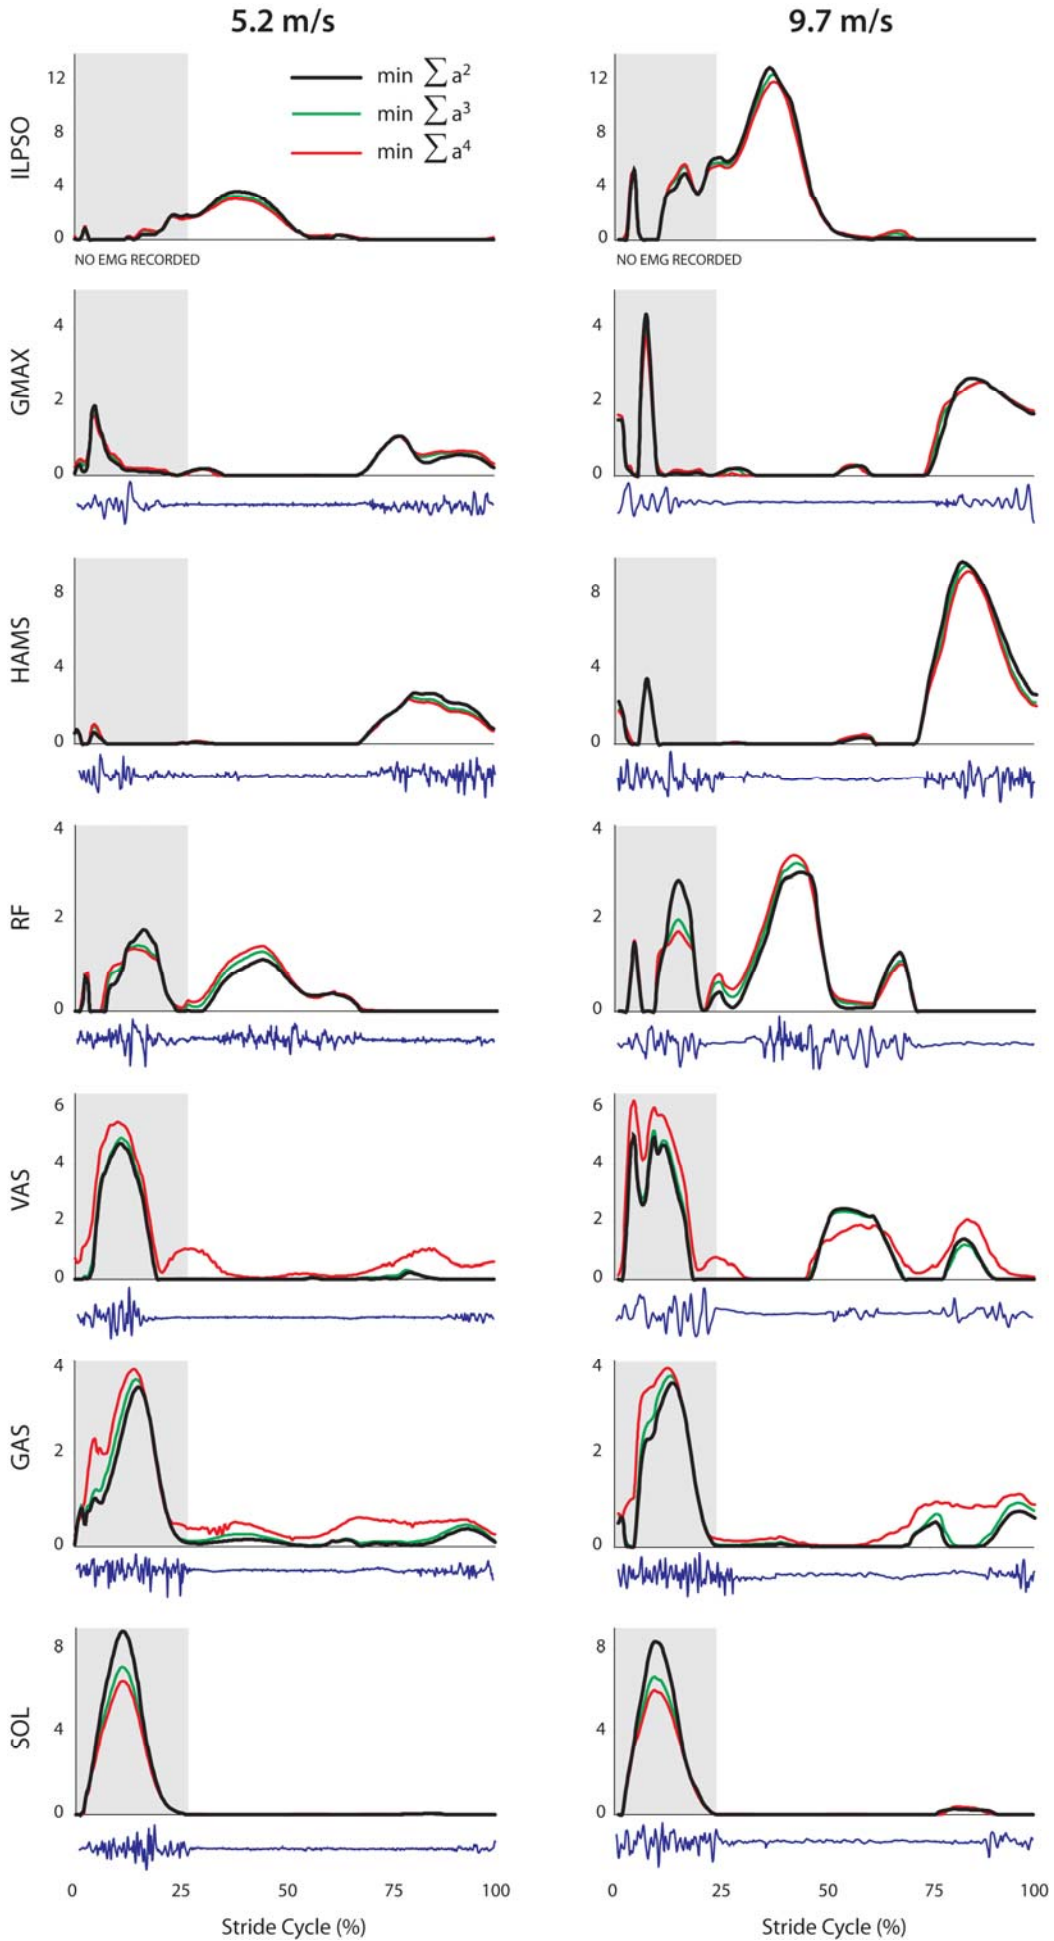 5.2 m/s
9.7 m/s
ILPSO
12
8
4
0
min ∑ a²
min ∑ a³
min ∑ a⁴
NO EMG RECORDED
12
8
4
0
NO EMG RECORDED
GMAX
4
2
0
4
2
0
HAMS
8
4
0
8
4
0
RF
4
2
0
4
2
0
VAS
6
4
2
0
6
4
2
0
GAS
4
2
0
4
2
0
SOL
8
4
0
8
4
0
0 25 50 75 100
Stride Cycle (%)
0 25 50 75 100
Stride Cycle (%)